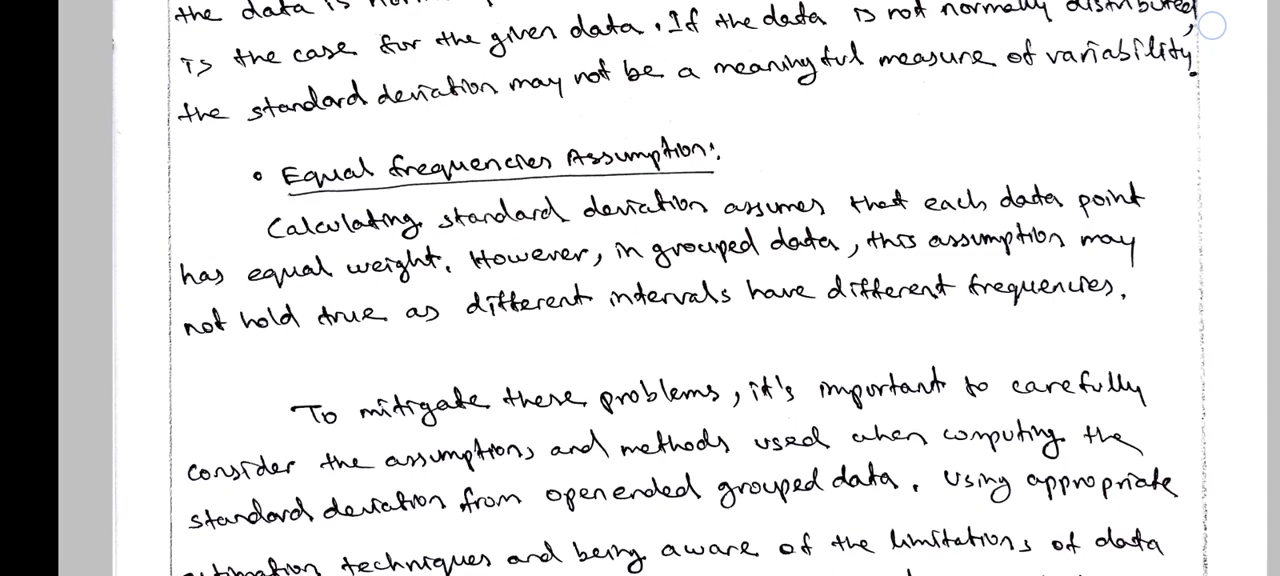 the data is
is the case for the given data. If the data is not normally distributed,
the standard deviation may not be a meaningful measure of variability.
• Equal frequencies Assumption:
Calculating standard deviation assumes that each data point
has equal weight. However, in grouped data, this assumption may
not hold true as different intervals have different frequencies.
To mitigate these problems, it's important to carefully
consider the assumptions and methods used when computing the
standard deviation from openended grouped data. Using appropriate
estimation techniques and being aware of the limitations of data